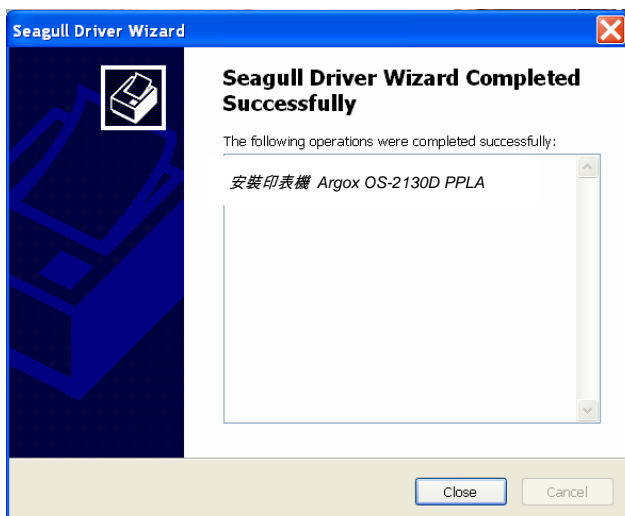 Seagull Driver Wizard
Seagull Driver Wizard Completed
Successfully
The following operations were completed successfully:
安裝印表機 Argox OS-2130D PPLA
Close
Cancel